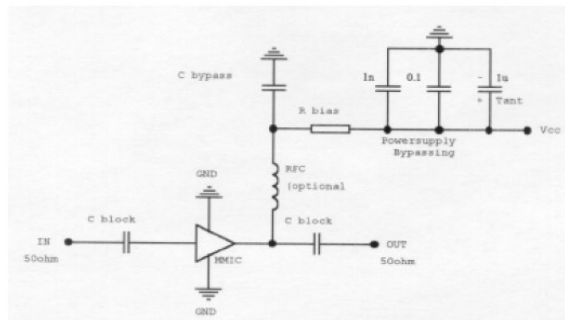 C bypass
1n
0.1
-
1u
+
Tant
R bias
Vcc
Powersupply
Bypassing
GND
RFC
(optional
C block
C block
IN
OUT
50ohm
MMIC
50ohm
GND